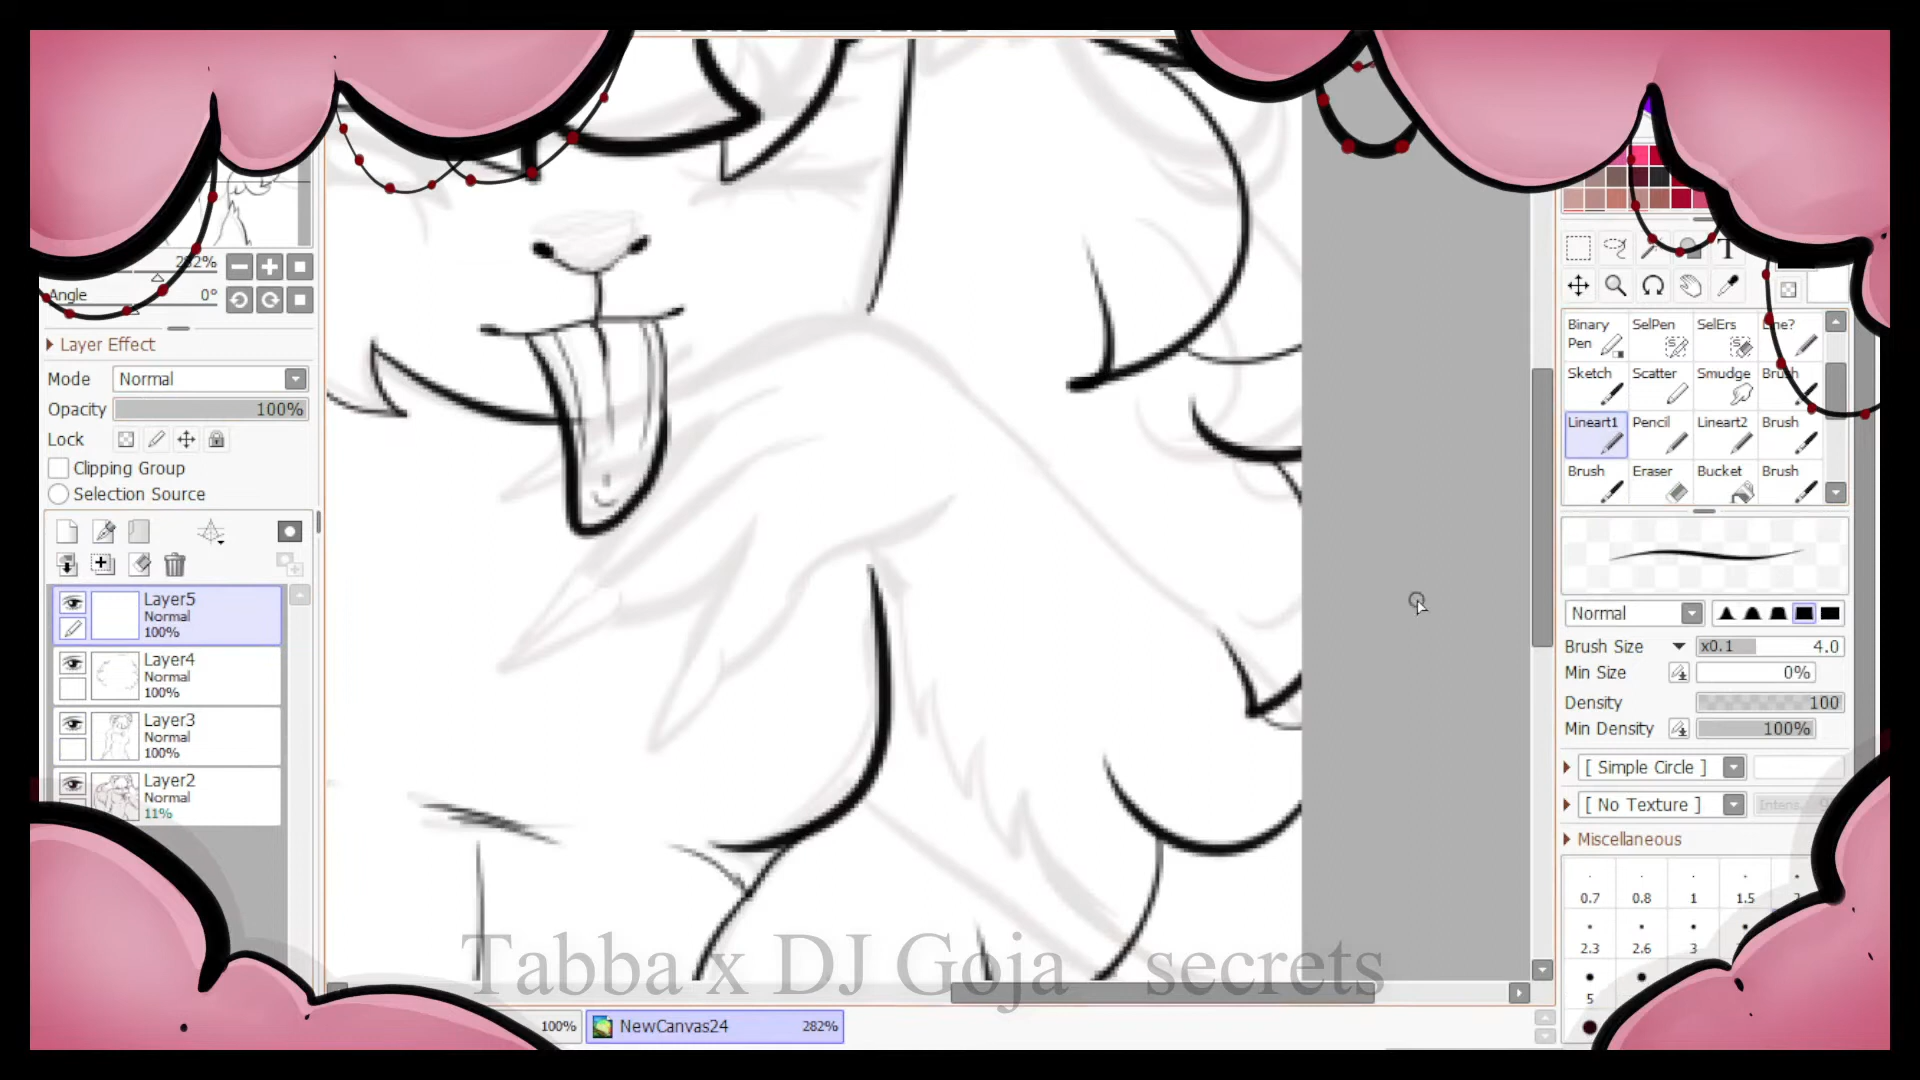 Angle 0°
Layer Effect
Mode Normal
Opacity 100%
Lock
Clipping Group
Selection Source
Layer5
Normal
100%
Layer4
Normal
100%
Layer3
Normal
100%
Layer2
Normal
11%
Tabba x DJ Goja secrets
100%
NewCanvas24 282%
T
Binary Pen SelPen SelErs
Sketch Scatter Smudge Brush
Lineart1 Pencil Lineart2 Brush
Brush Eraser Bucket Brush
Normal
Brush Size x0.1 4.0
Min Size 0%
Density 100
Min Density 100%
[ Simple Circle ]
[ No Texture ]
Miscellaneous
0.7 0.8 1 1.5
2.3 2.6 3
5